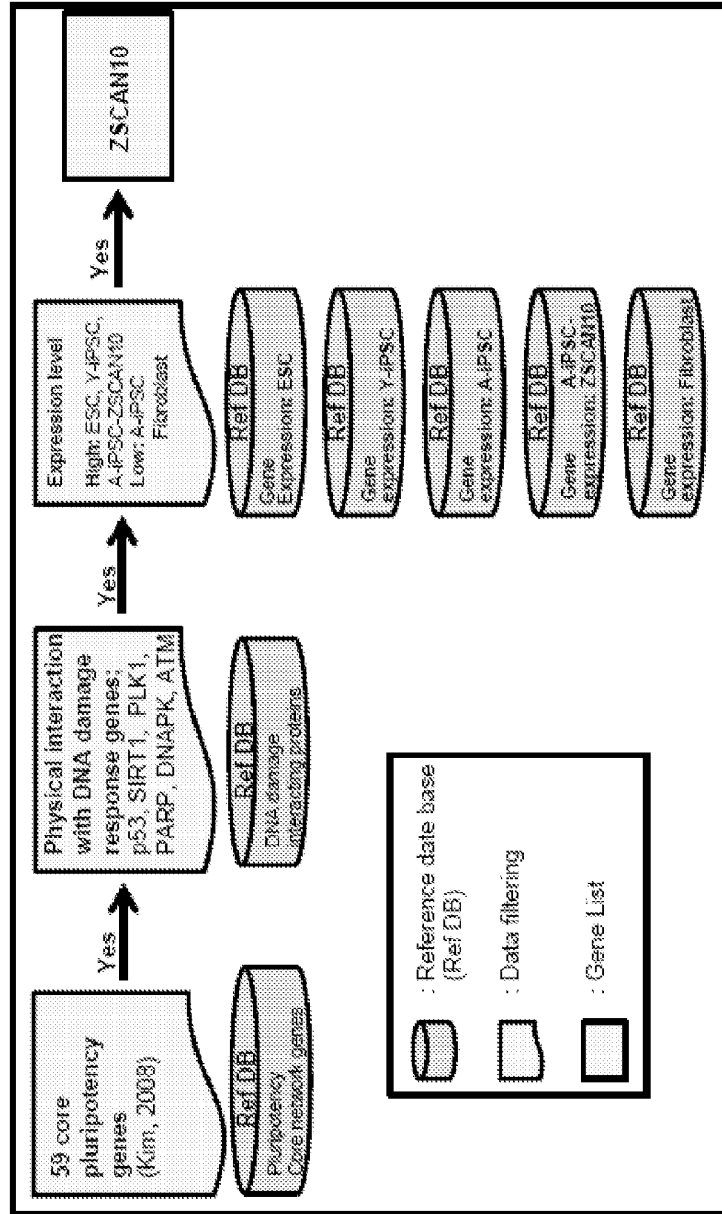 59 core
pluripotency
genes
(Kim, 2008)
Ref DB
Pluripotency
Core network genes
Yes
Physical interaction
with DNA damage
response genes;
p53, SIRT1, PLK1,
PARP, DNAPK, ATM
Ref DB
DNA damage
interacting proteins
Yes
Expression level
High: ESC, Y-iPSC,
A-iPSC-ZSCAN10
Low: A-iPSC
Fibroblast
Ref DB
Gene
Expression: ESC
Ref DB
Gene
expression: Y-iPSC
Ref DB
Gene
expression: A-iPSC
Ref DB
Gene A-iPSC-
expression: ZSCAN10
Ref DB
Gene
expression: Fibroblast
Yes
ZSCAN10
: Reference date base
(Ref DB)
: Data filtering
: Gene List